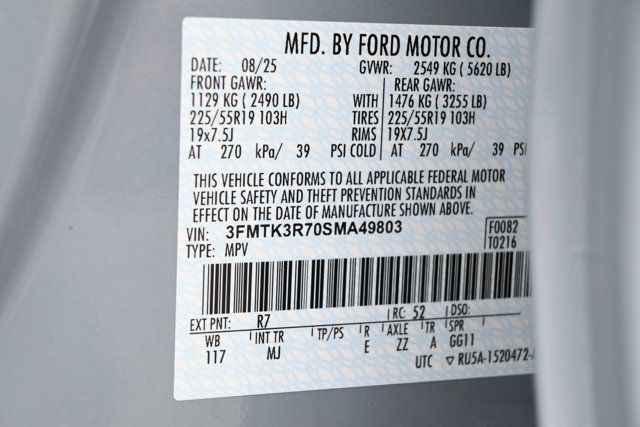 MFD. BY FORD MOTOR CO.
DATE: 08/25 GVWR: 2549 KG ( 5620 LB)
FRONT GAWR: REAR GAWR:
1129 KG ( 2490 LB) WITH 1476 KG ( 3255 LB)
225/55R19 103H TIRES 225/55R19 103H
19x7.5J RIMS 19X7.5J
AT 270 kPa/ 39 PSI COLD AT 270 kPa/ 39 PSI
THIS VEHICLE CONFORMS TO ALL APPLICABLE FEDERAL MOTOR
VEHICLE SAFETY AND THEFT PREVENTION STANDARDS IN
EFFECT ON THE DATE OF MANUFACTURE SHOWN ABOVE.
VIN: 3FMTK3R70SMA49803 F0082
TYPE: MPV T0216
EXT PNT: R7 RC: 52 DSO:
WB INT TR TP/PS R AXLE TR SPR
117 MJ E ZZ A GG11
UTC ▽ RU5A-1520472-